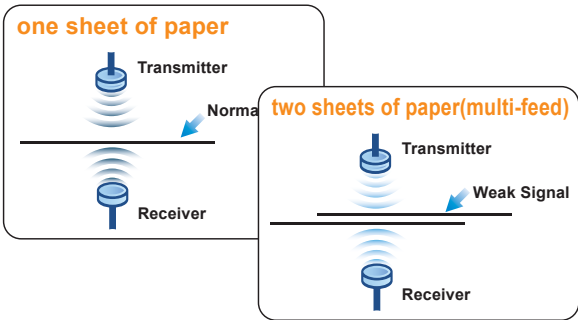 one sheet of paper
Transmitter
Norma
Receiver
two sheets of paper(multi-feed)
Transmitter
Weak Signal
Receiver